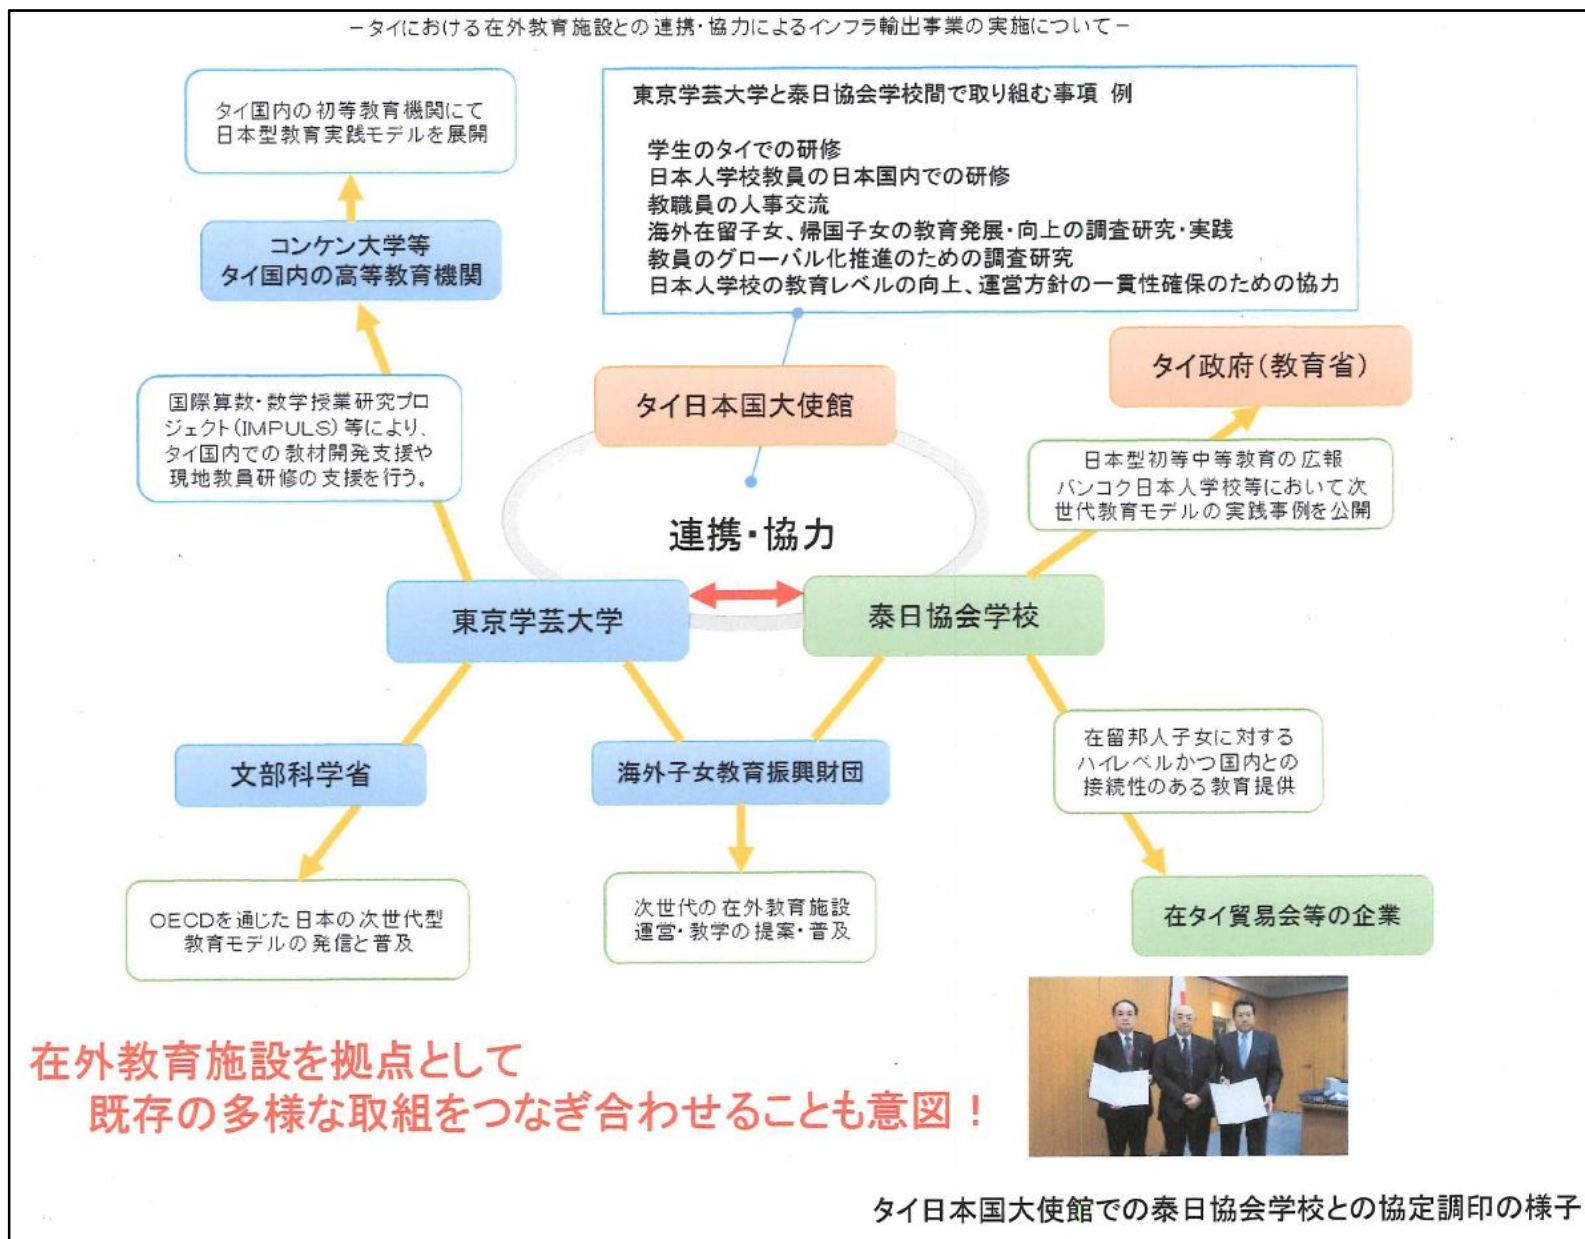 －タイにおける在外教育施設との連携・協力によるインフラ輸出事業の実施について－
タイ国内の初等教育機関にて
日本型教育実践モデルを展開
コンケン大学等
タイ国内の高等教育機関
国際算数・数学授業研究プロ
ジェクト(IMPULS)等により、
タイ国内での教材開発支援や
現地教員研修の支援を行う。
東京学芸大学と泰日協会学校間で取り組む事項 例
学生のタイでの研修
日本人学校教員の日本国内での研修
教職員の人事交流
海外在留子女、帰国子女の教育発展・向上の調査研究・実践
教員のグローバル化推進のための調査研究
日本人学校の教育レベルの向上、運営方針の一貫性確保のための協力
タイ日本国大使館
タイ政府(教育省)
日本型初等中等教育の広報
バンコク日本人学校等において次
世代教育モデルの実践事例を公開
連携・協力
東京学芸大学
泰日協会学校
文部科学省
海外子女教育振興財団
在留邦人子女に対する
ハイレベルかつ国内との
接続性のある教育提供
OECDを通じた日本の次世代型
教育モデルの発信と普及
次世代の在外教育施設
運営・教学の提案・普及
在タイ貿易会等の企業
在外教育施設を拠点として
既存の多様な取組をつなぎ合わせることも意図！
タイ日本国大使館での泰日協会学校との協定調印の様子